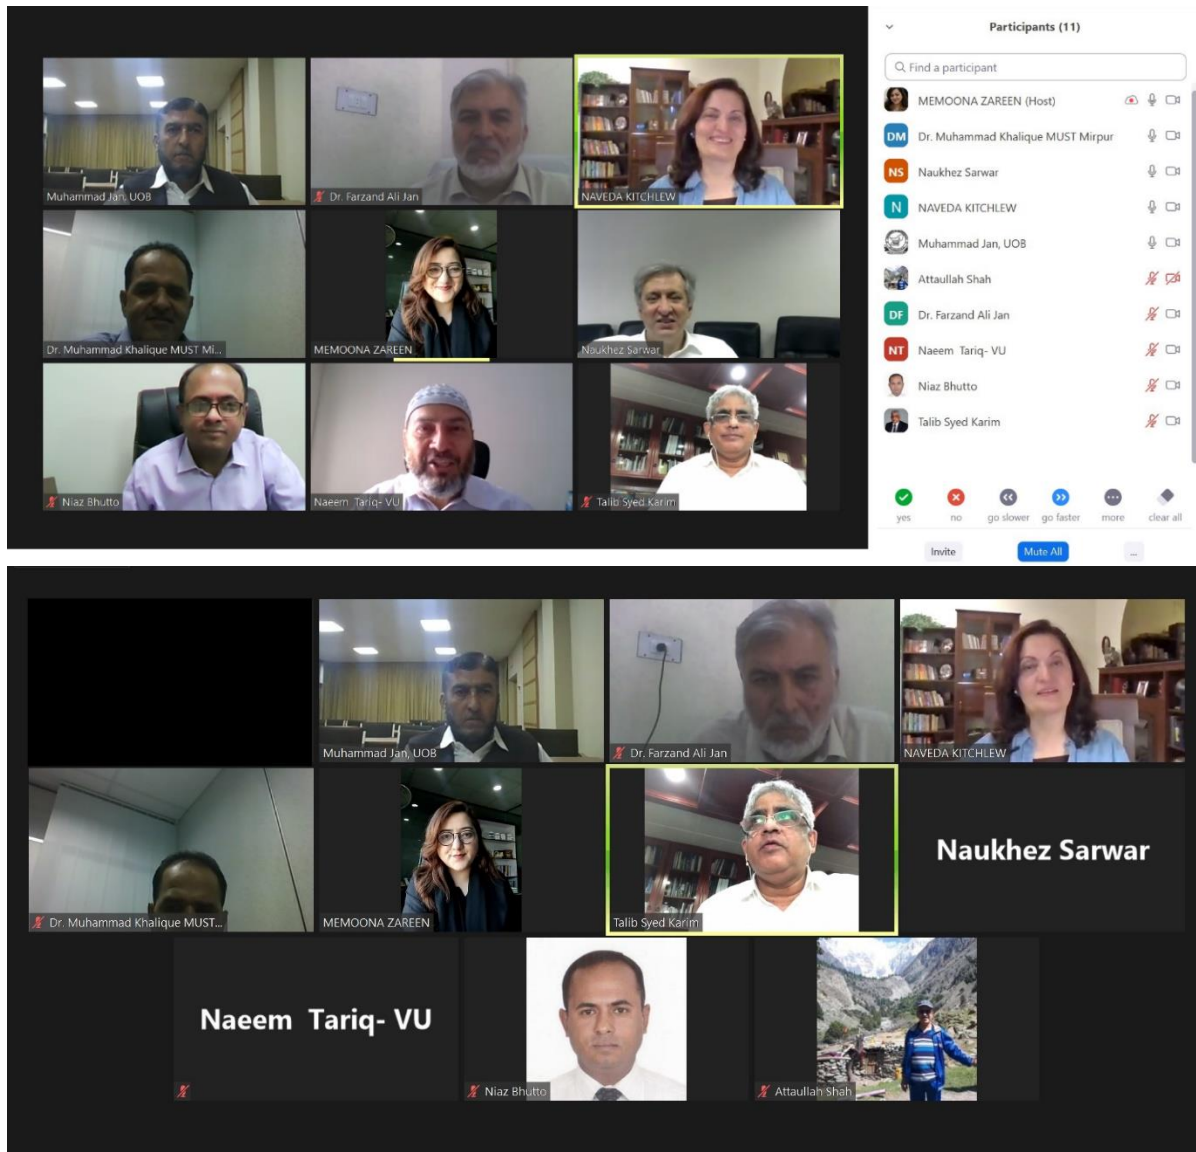 Participants (11)
Find a participant
MEMOONA ZAREEN (Host)
DM Dr. Muhammad Khalique MUST Mirpur
NS Naukhez Sarwar
N NAVEDA KITCHLEW
Muhammad Jan, UOB
Attaullah Shah
DF Dr. Farzand Ali Jan
NT Naeem Tariq- VU
Niaz Bhutto
Talib Syed Karim
yes no go slower go faster more clear all
Invite Mute All ...
Muhammad Jan, UOB
Dr. Farzand Ali Jan
NAVEDA KITCHLEW
Dr. Muhammad Khalique MUST Mi...
MEMOONA ZAREEN
Naukhez Sarwar
Niaz Bhutto
Naeem Tariq- VU
Talib Syed Karim
Muhammad Jan, UOB
Dr. Farzand Ali Jan
NAVEDA KITCHLEW
Dr. Muhammad Khalique MUST...
MEMOONA ZAREEN
Talib Syed Karim
Naukhez Sarwar
Naeem Tariq- VU
Niaz Bhutto
Attaullah Shah